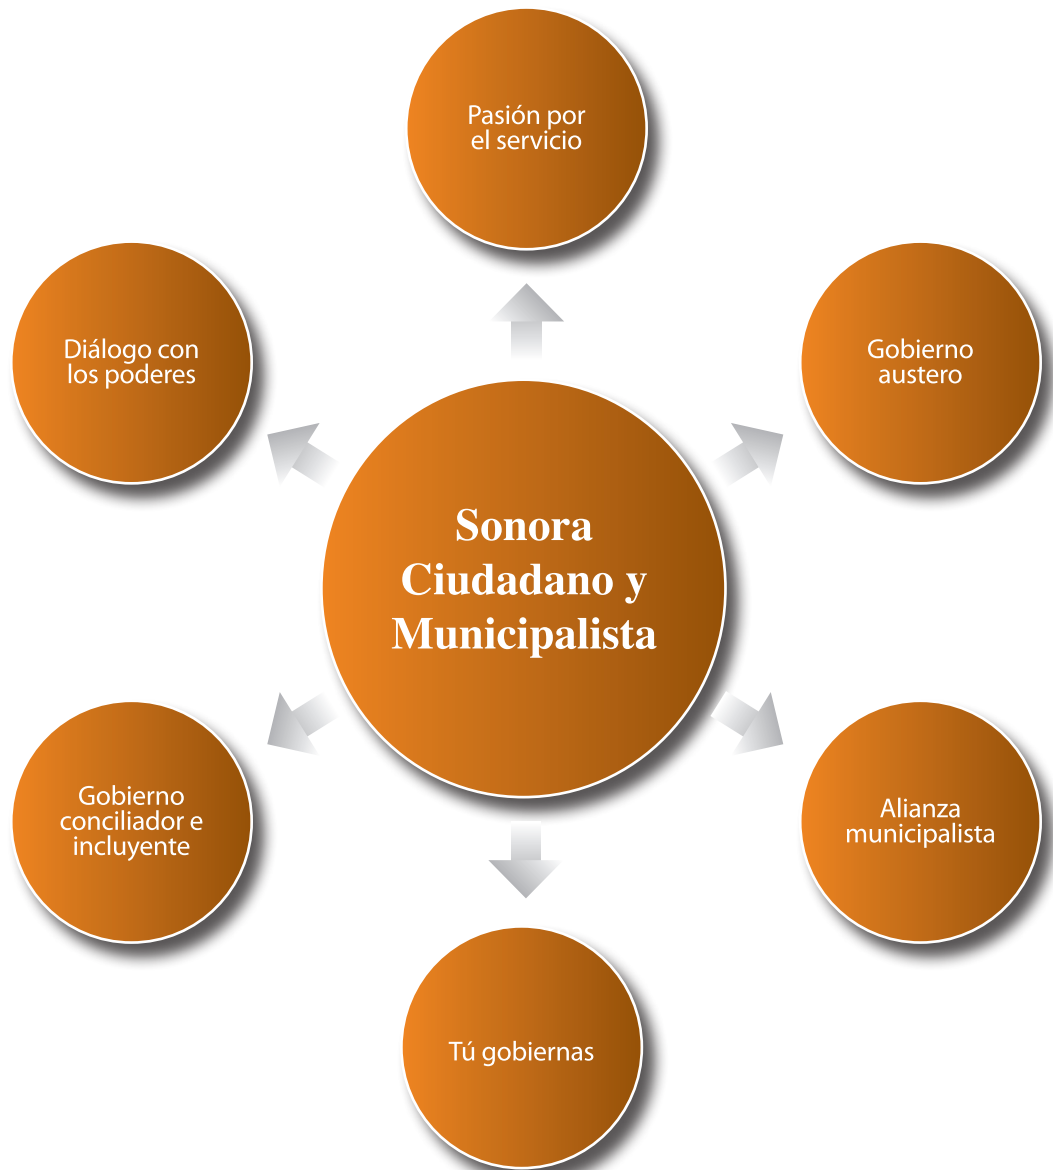 Pasión por
el servicio
Diálogo con
los poderes
Gobierno
austero
Sonora
Ciudadano y
Municipalista
Gobierno
conciliador e
incluyente
Alianza
municipalista
Tú gobiernas